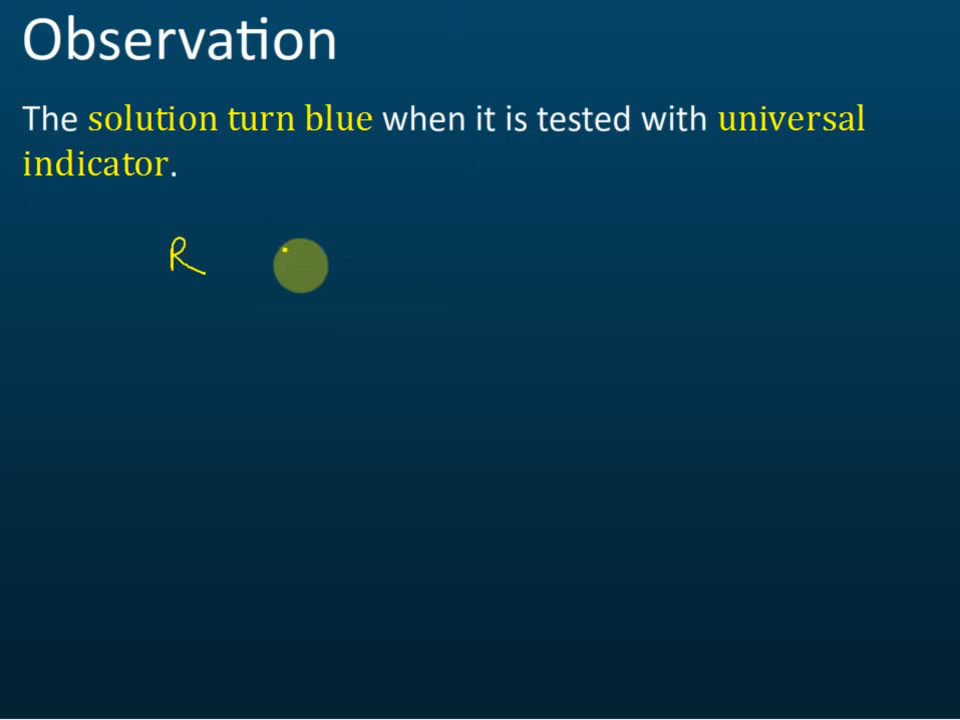 Observation
The solution turn blue when it is tested with universal
indicator.
R